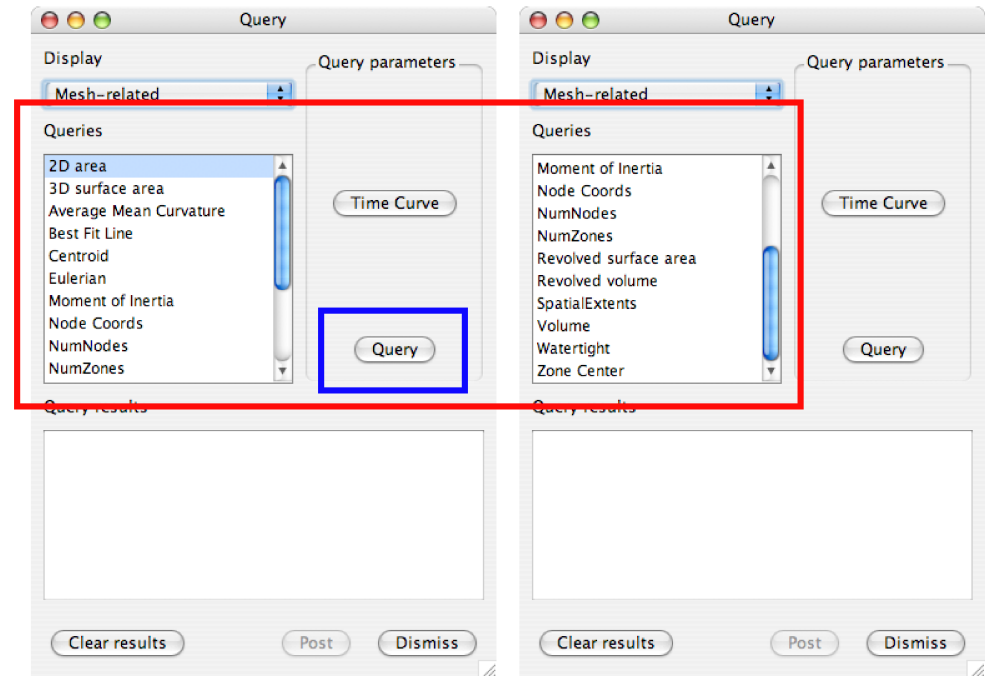 Query
Display
Query parameters
Mesh-related
Queries
2D area
3D surface area
Average Mean Curvature
Best Fit Line
Centroid
Eulerian
Moment of Inertia
Node Coords
NumNodes
NumZones
Time Curve
Query
Query results
Clear results
Post
Dismiss
Query
Display
Query parameters
Mesh-related
Queries
Moment of Inertia
Node Coords
NumNodes
NumZones
Revolved surface area
Revolved volume
SpatialExtents
Volume
Watertight
Zone Center
Time Curve
Query
Query results
Clear results
Post
Dismiss